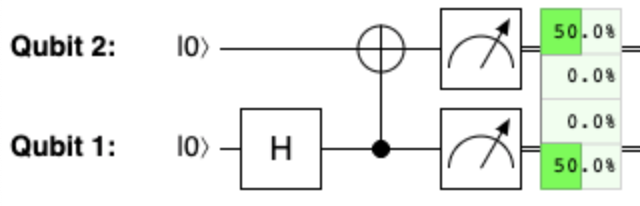 Qubit 2: |0⟩ 50.0%
0.0%
0.0%
Qubit 1: |0⟩ H 50.0%